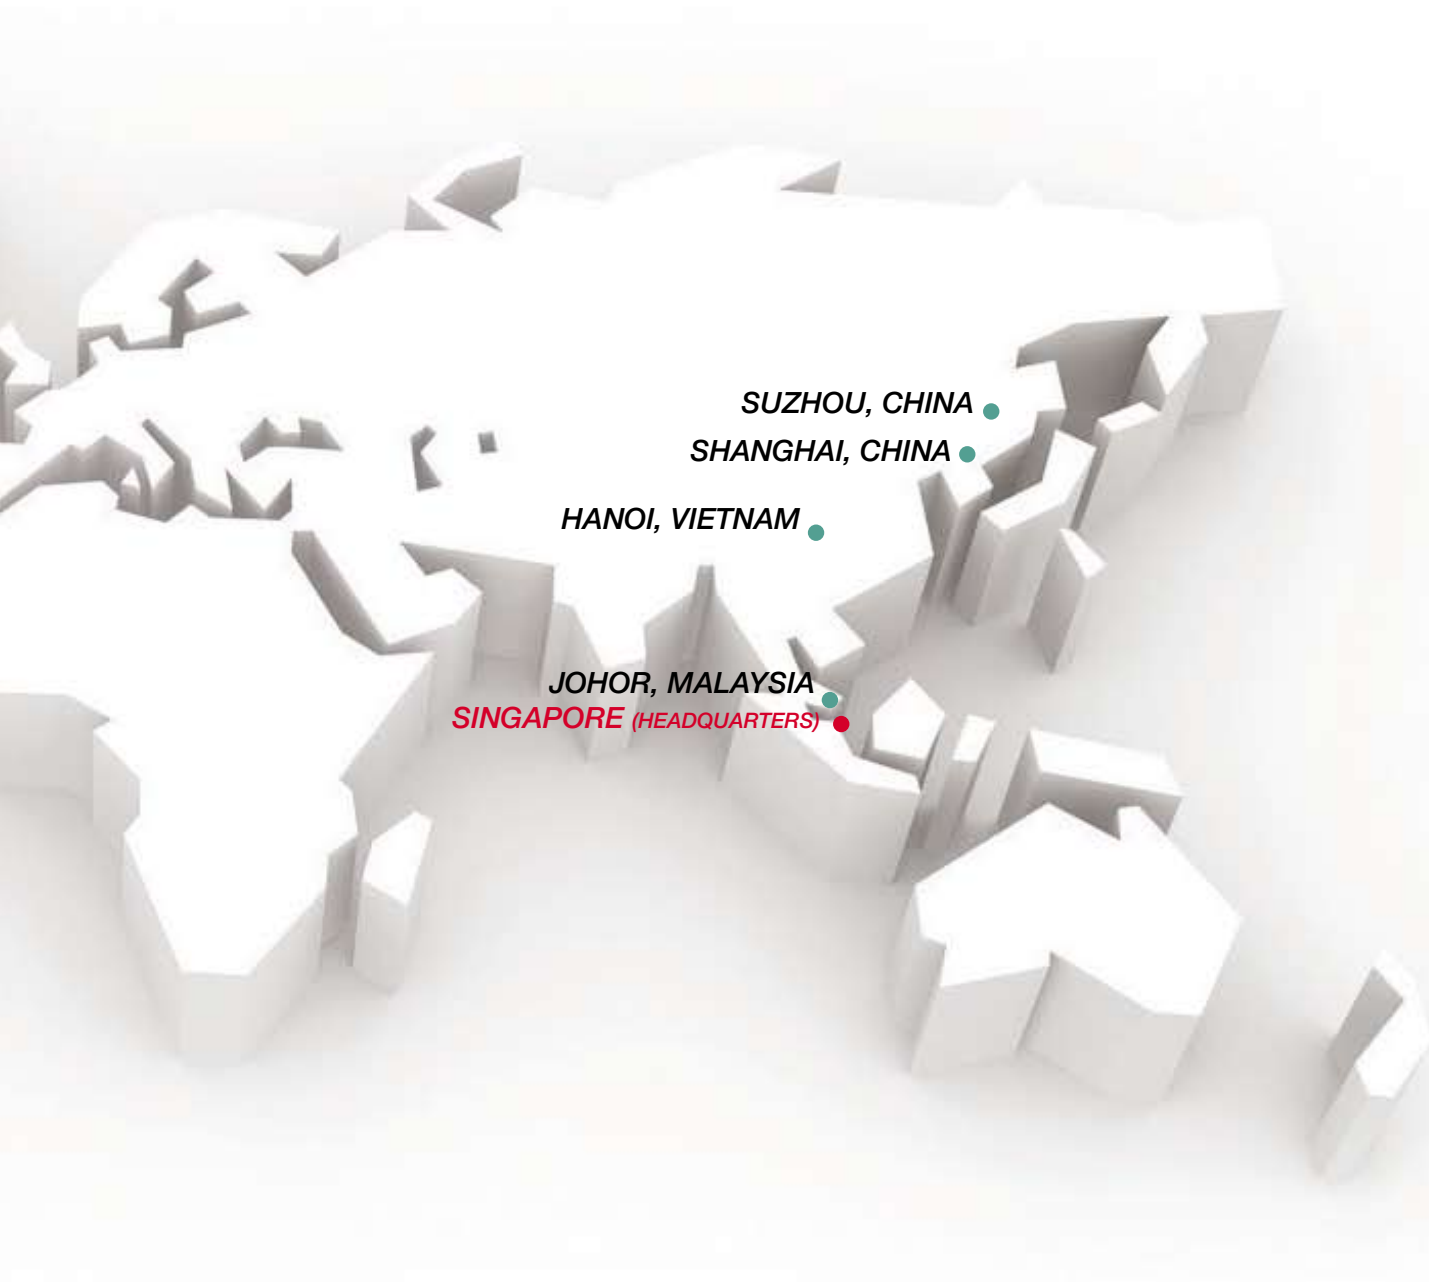 SUZHOU, CHINA
SHANGHAI, CHINA
HANOI, VIETNAM
JOHOR, MALAYSIA
SINGAPORE (HEADQUARTERS)